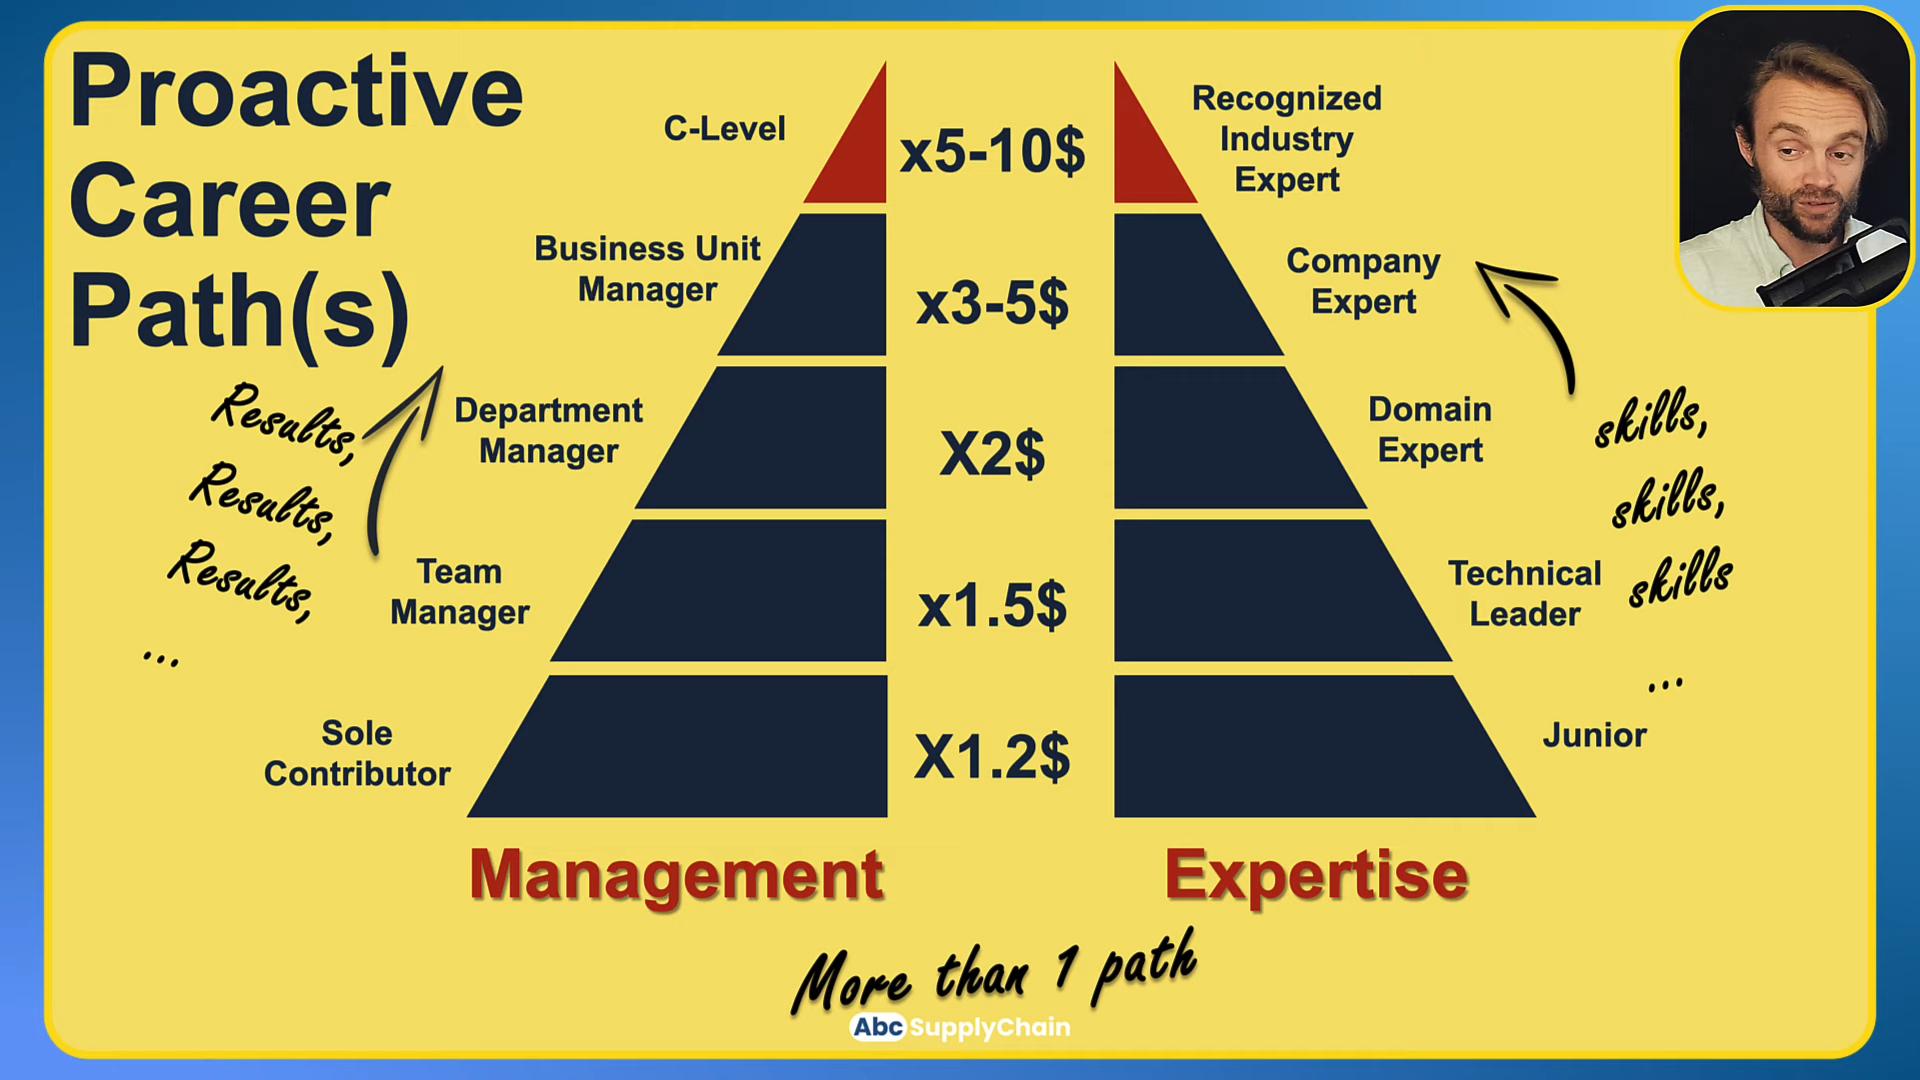 Proactive
Career
Path(s)
C-Level
Business Unit
Manager
Department
Manager
Team
Manager
Sole
Contributor
Results,
Results,
Results,
...
x5-10$
x3-5$
X2$
x1.5$
X1.2$
Recognized
Industry
Expert
Company
Expert
Domain
Expert
Technical
Leader
Junior
skills,
skills,
skills
...
Management
Expertise
More than 1 path
Abc SupplyChain